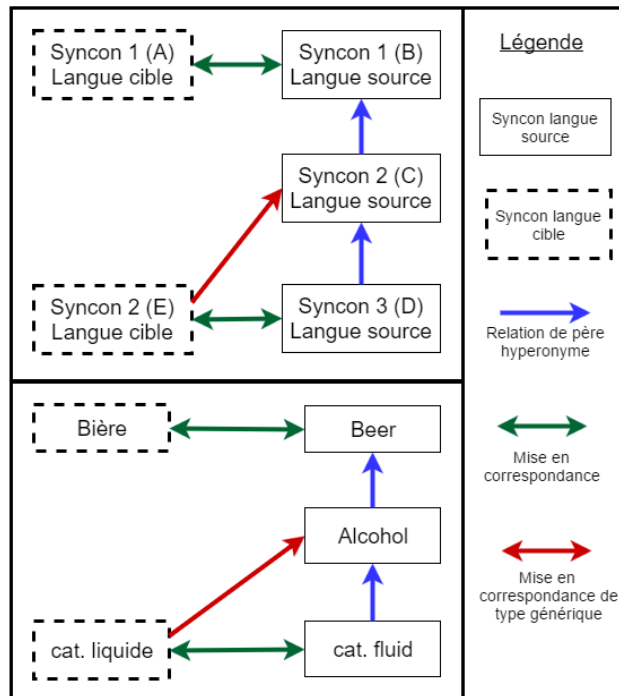 Syncon 1 (A)
Langue cible
Syncon 1 (B)
Langue source
Syncon 2 (C)
Langue source
Syncon 2 (E)
Langue cible
Syncon 3 (D)
Langue source
Bière
Beer
Alcohol
cat. liquide
cat. fluid
Légende
Syncon langue
source
Syncon langue
cible
Relation de père
hyperonyme
Mise en
correspondance
Mise en
correspondance de
type générique